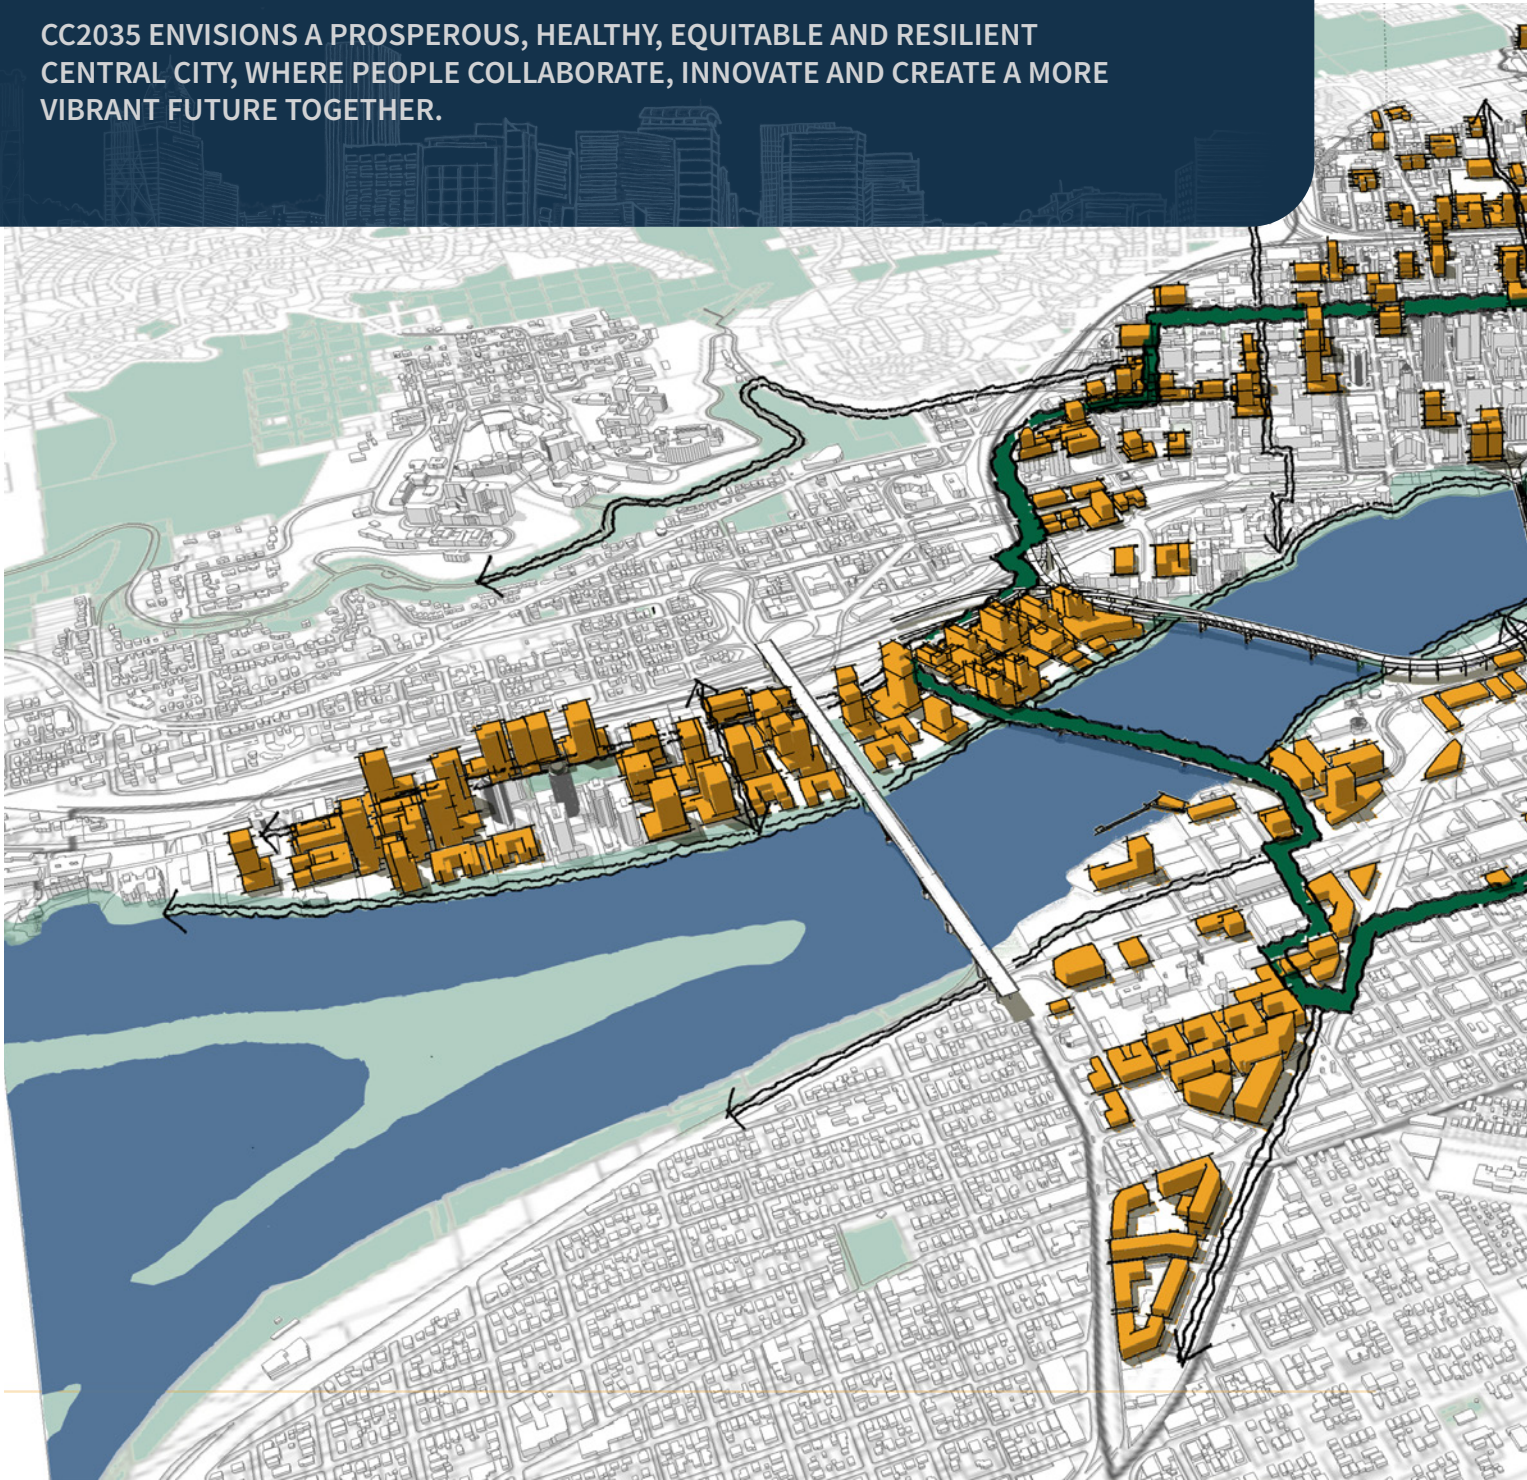 CC2035 ENVISIONS A PROSPEROUS, HEALTHY, EQUITABLE AND RESILIENT
CENTRAL CITY, WHERE PEOPLE COLLABORATE, INNOVATE AND CREATE A MORE
VIBRANT FUTURE TOGETHER.